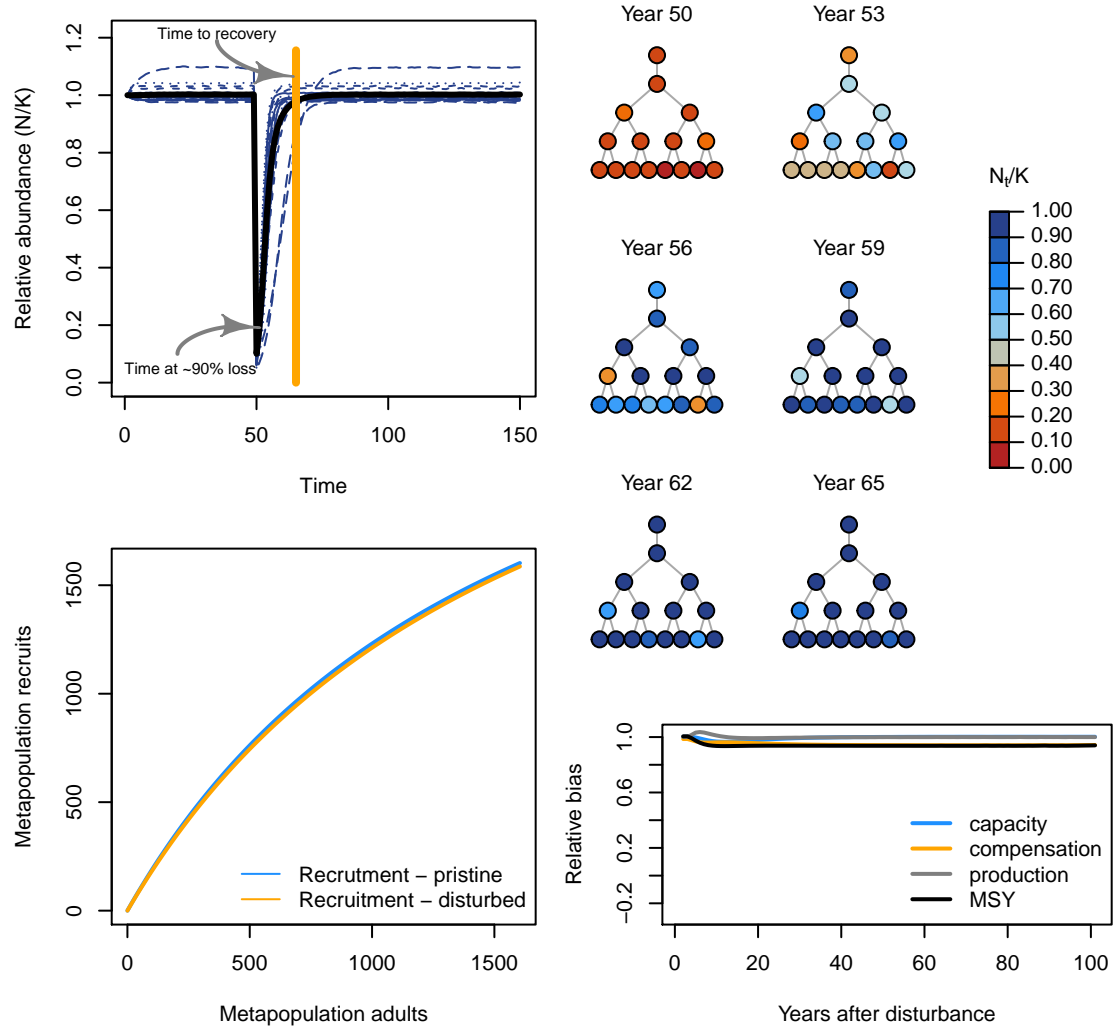 Relative abundance (N/K)
0.0
0.2
0.4
0.6
0.8
1.0
1.2
Time to recovery
Time at ~90% loss
0
50
100
150
Time
Year 50
Year 53
Year 56
Year 59
Year 62
Year 65
Nt/K
1.00
0.90
0.80
0.70
0.60
0.50
0.40
0.30
0.20
0.10
0.00
Metapopulation recruits
0
500
1000
1500
Recrutment − pristine
Recruitment − disturbed
0
500
1000
1500
Metapopulation adults
Relative bias
−0.2
0.2
0.6
1.0
capacity
compensation
production
MSY
0
20
40
60
80
100
Years after disturbance